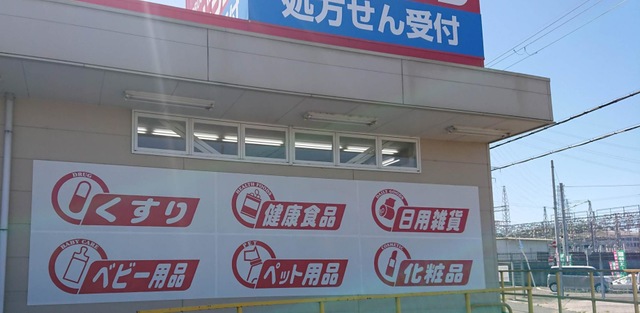 処方せん受付
DRUG
くすり
HEALTH FOODS
健康食品
DAILY GOODS
日用雑貨
BABY CARE
ベビー用品
PET
ペット用品
COSMETIC
化粧品